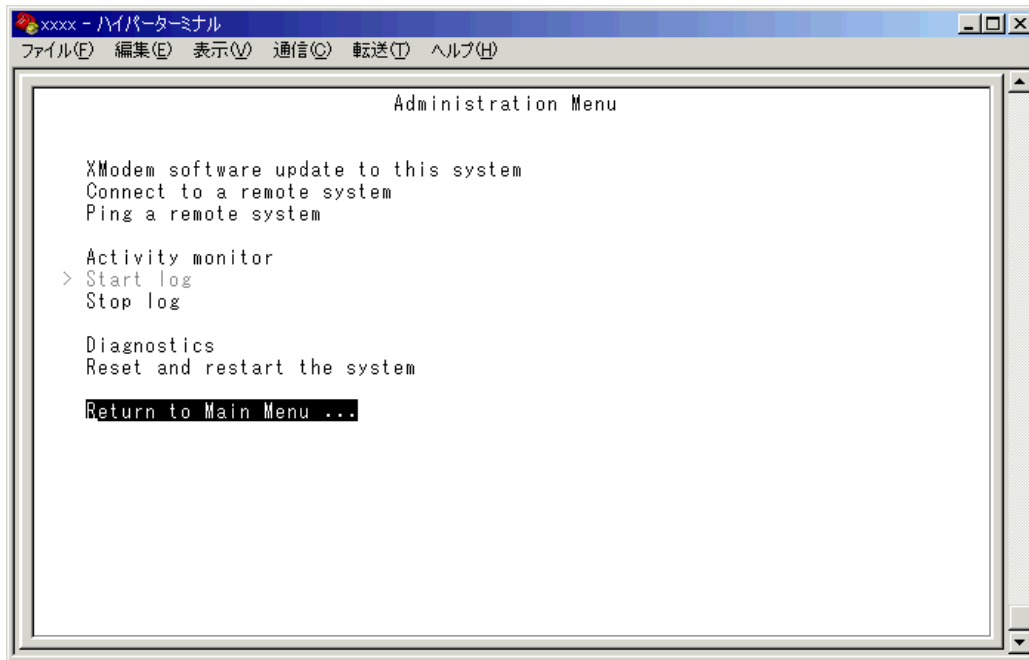 xxxx - ハイパーターミナル
ファイル(F) 編集(E) 表示(V) 通信(C) 転送(T) ヘルプ(H)
Administration Menu
XModem software update to this system
Connect to a remote system
Ping a remote system
Activity monitor
> Start log
Stop log
Diagnostics
Reset and restart the system
Return to Main Menu ...